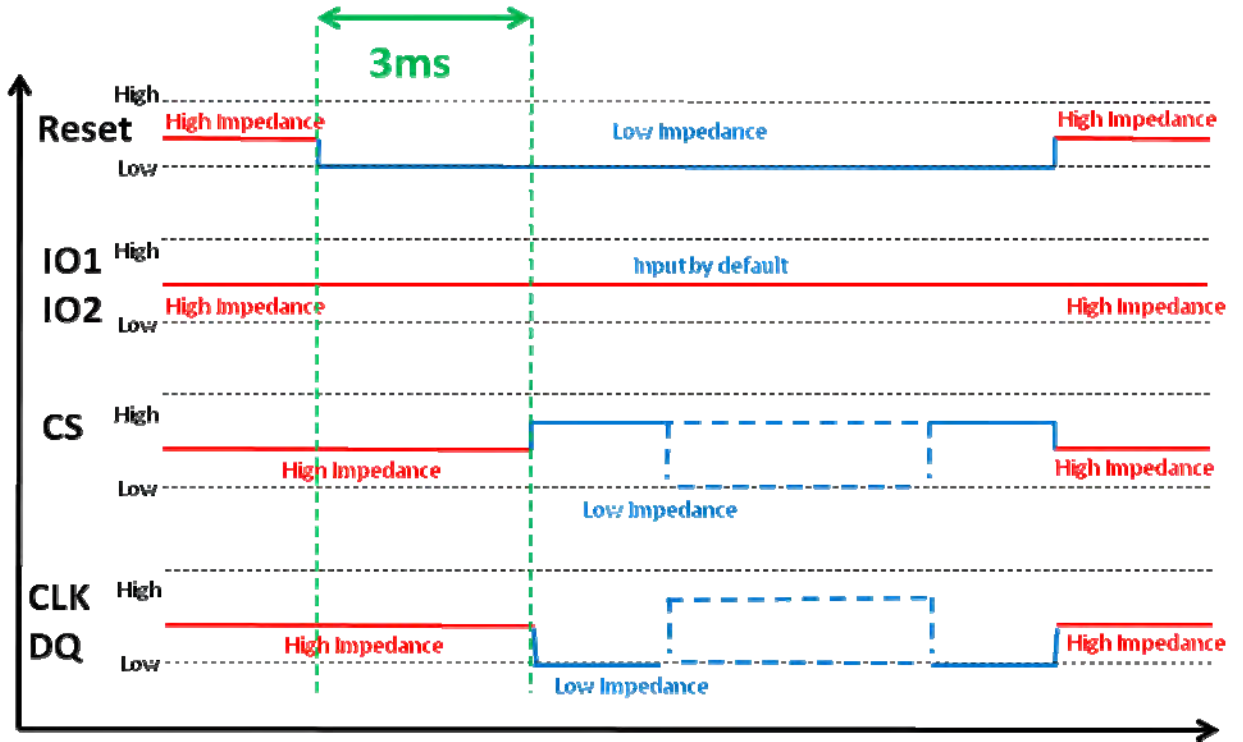 3ms
High
Reset
High Impedance
Low Impedance
High Impedance
Low
IO1
High
Input by default
IO2
High Impedance
High Impedance
Low
CS
High
High Impedance
High Impedance
Low
Low Impedance
CLK
High
DQ
High Impedance
High Impedance
Low
Low Impedance